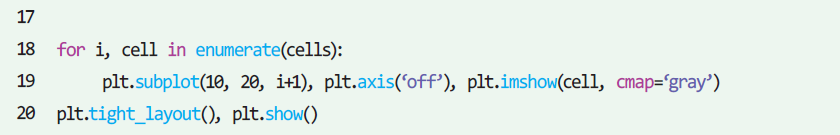 17
18 for i, cell in enumerate(cells):
19 plt.subplot(10, 20, i+1), plt.axis(‘off’), plt.imshow(cell, cmap=‘gray’)
20 plt.tight_layout(), plt.show()